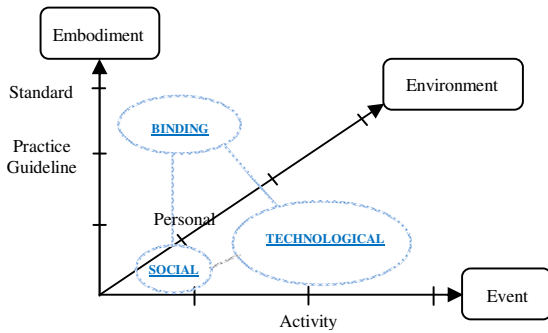 Embodiment
Standard
Environment
BINDING
Practice
Guideline
Personal
TECHNOLOGICAL
SOCIAL
Event
Activity